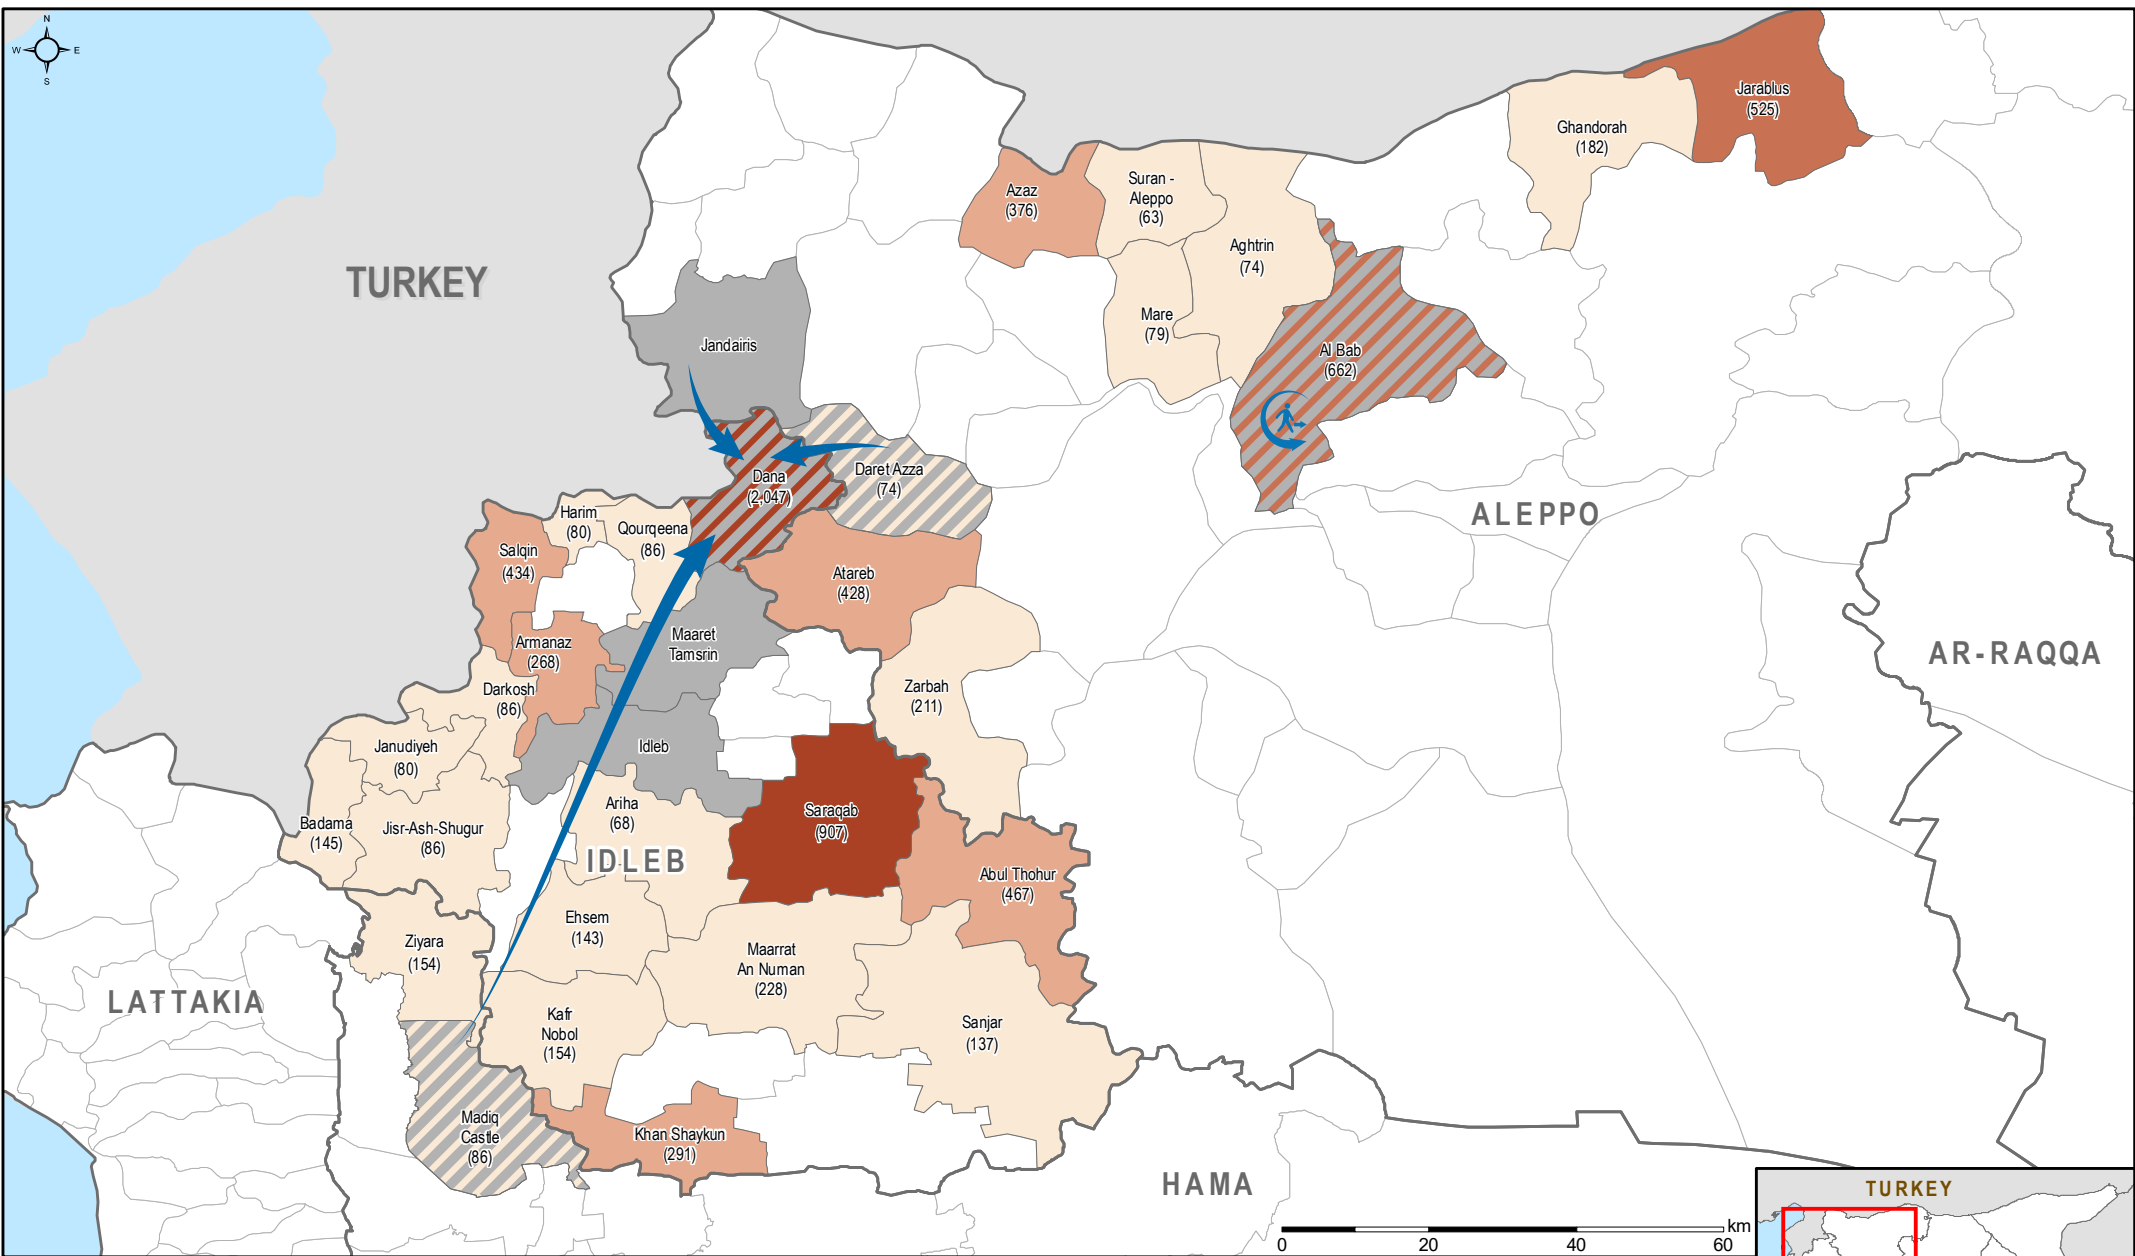 N
W
E
S
TURKEY
Jarablus
(525)
Ghandorah
(182)
Azaz
(376)
Suran -
Aleppo
(63)
Aghtrin
(74)
Mare
(79)
Jandairis
Al Bab
(662)
Dana
(2,047)
Daret Azza
(74)
ALEPPO
Harim
(80)
Qourqeena
(86)
Salqin
(434)
Atareb
(428)
Armanaz
(268)
Maaret
Tamsrin
AR-RAQQA
Darkosh
(86)
Zarbah
(211)
Janudiyeh
(80)
Idleb
Badama
(145)
Jisr-Ash-Shugur
(86)
Ariha
(68)
Saraqab
(907)
IDLEB
Abul Thohur
(467)
Ehsem
(143)
Ziyara
(154)
Maarrat
An Numan
(228)
LATTAKIA
Kafr
Nobol
(154)
Sanjar
(137)
Madiq
Castle
(86)
Khan Shaykun
(291)
HAMA
TURKEY
km
0
20
40
60